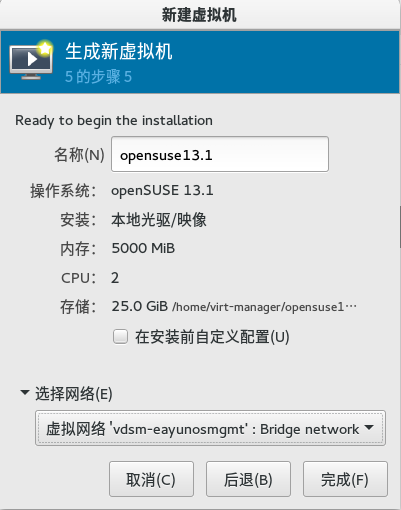 新建虚拟机
生成新虚拟机
5 的步骤 5
Ready to begin the installation
名称(N) opensuse13.1
操作系统： openSUSE 13.1
安装： 本地光驱/映像
内存： 5000 MiB
CPU： 2
存储： 25.0 GiB /home/virt-manager/opensuse1…
在安装前自定义配置(U)
选择网络(E)
虚拟网络 'vdsm-eayunosmgmt' : Bridge network
取消(C) 后退(B) 完成(F)